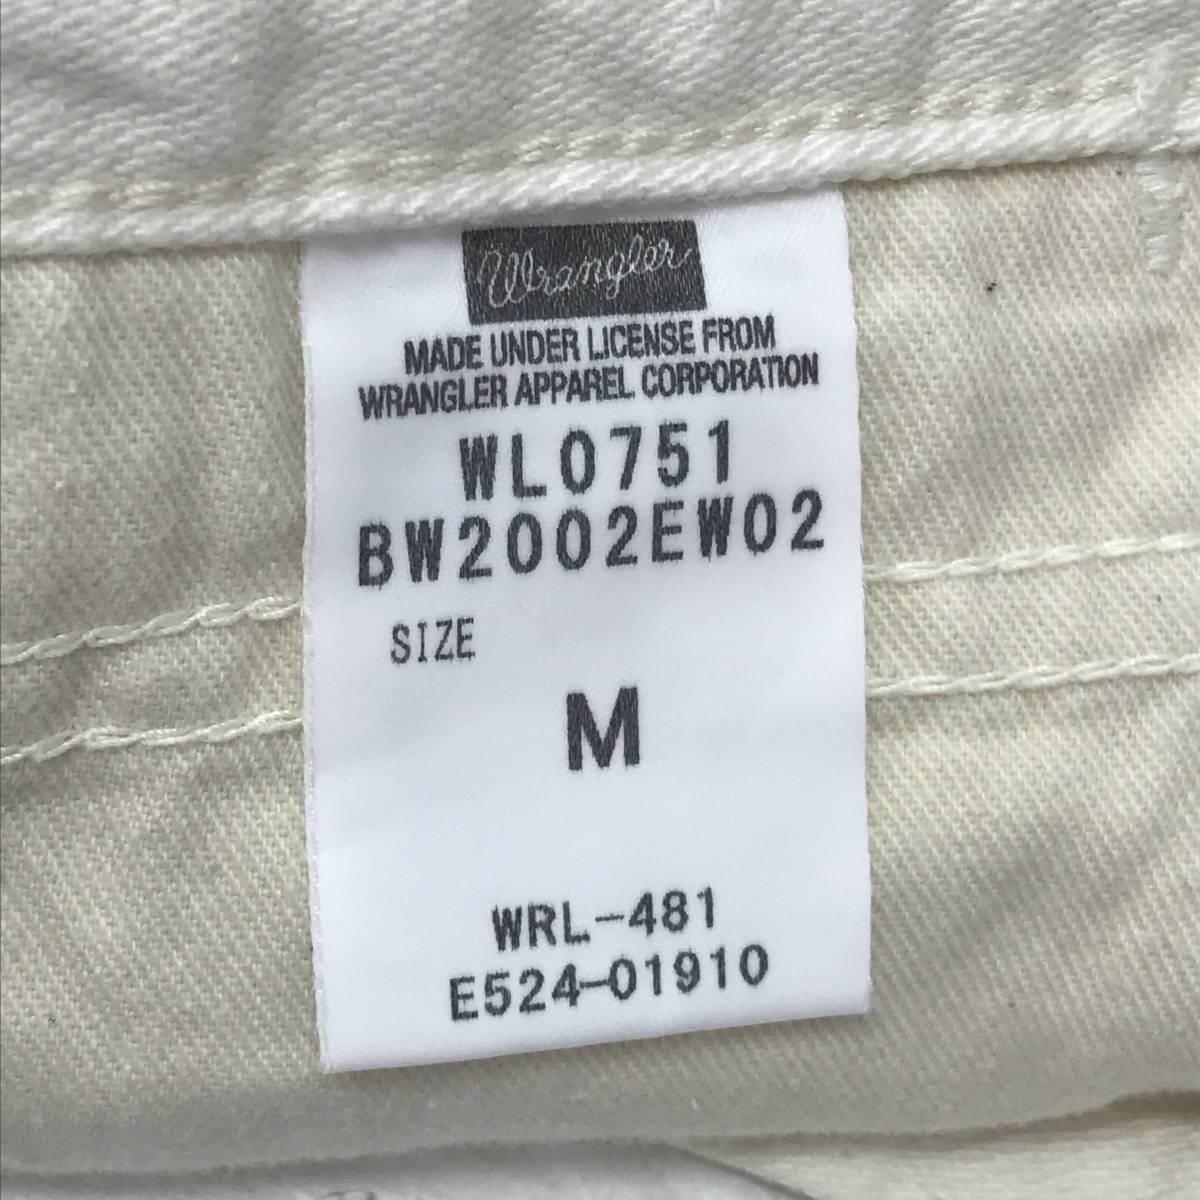 Wrangler
MADE UNDER LICENSE FROM
WRANGLER APPAREL CORPORATION
WL0751
BW2002EW02
SIZE
M
WRL-481
E524-01910